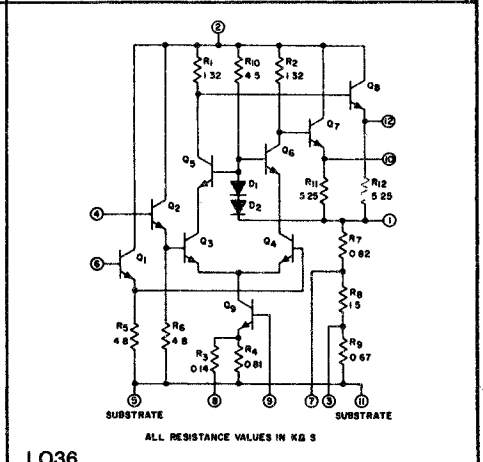 2
R1
1.32
R10
4.5
R2
1.32
Q8
Q7
12
Q5
Q6
10
D1
R11
5.25
R12
5.25
D2
4
Q2
1
Q3
Q4
R7
0.82
6
Q1
R8
1.5
Q9
R5
4.8
R6
4.8
R3
0.14
R4
0.81
R9
0.67
5
8
9
7
3
11
SUBSTRATE
SUBSTRATE
ALL RESISTANCE VALUES IN KΩ S
LO36